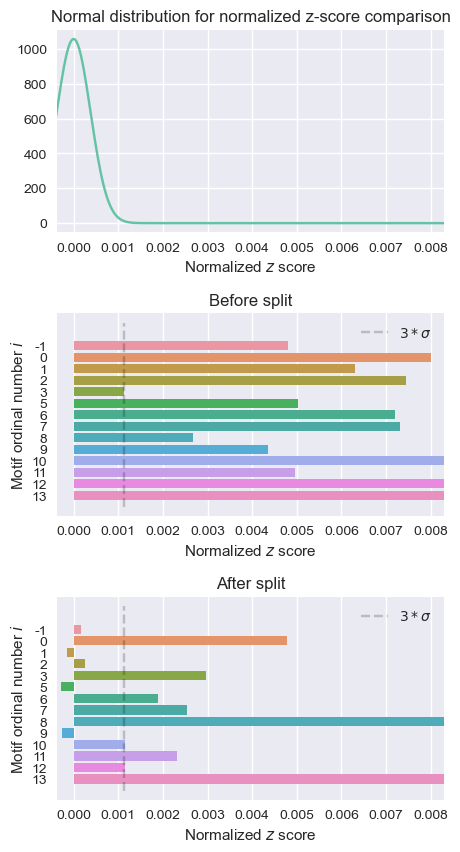 Normal distribution for normalized z-score comparison
1000
800
600
400
200
0
0.000 0.001 0.002 0.003 0.004 0.005 0.006 0.007 0.008
Normalized z score
Before split
3 * σ
Motif ordinal number i
-1
0
1
2
3
5
6
7
8
9
10
11
12
13
0.000 0.001 0.002 0.003 0.004 0.005 0.006 0.007 0.008
Normalized z score
After split
3 * σ
Motif ordinal number i
-1
0
1
2
3
5
6
7
8
9
10
11
12
13
0.000 0.001 0.002 0.003 0.004 0.005 0.006 0.007 0.008
Normalized z score